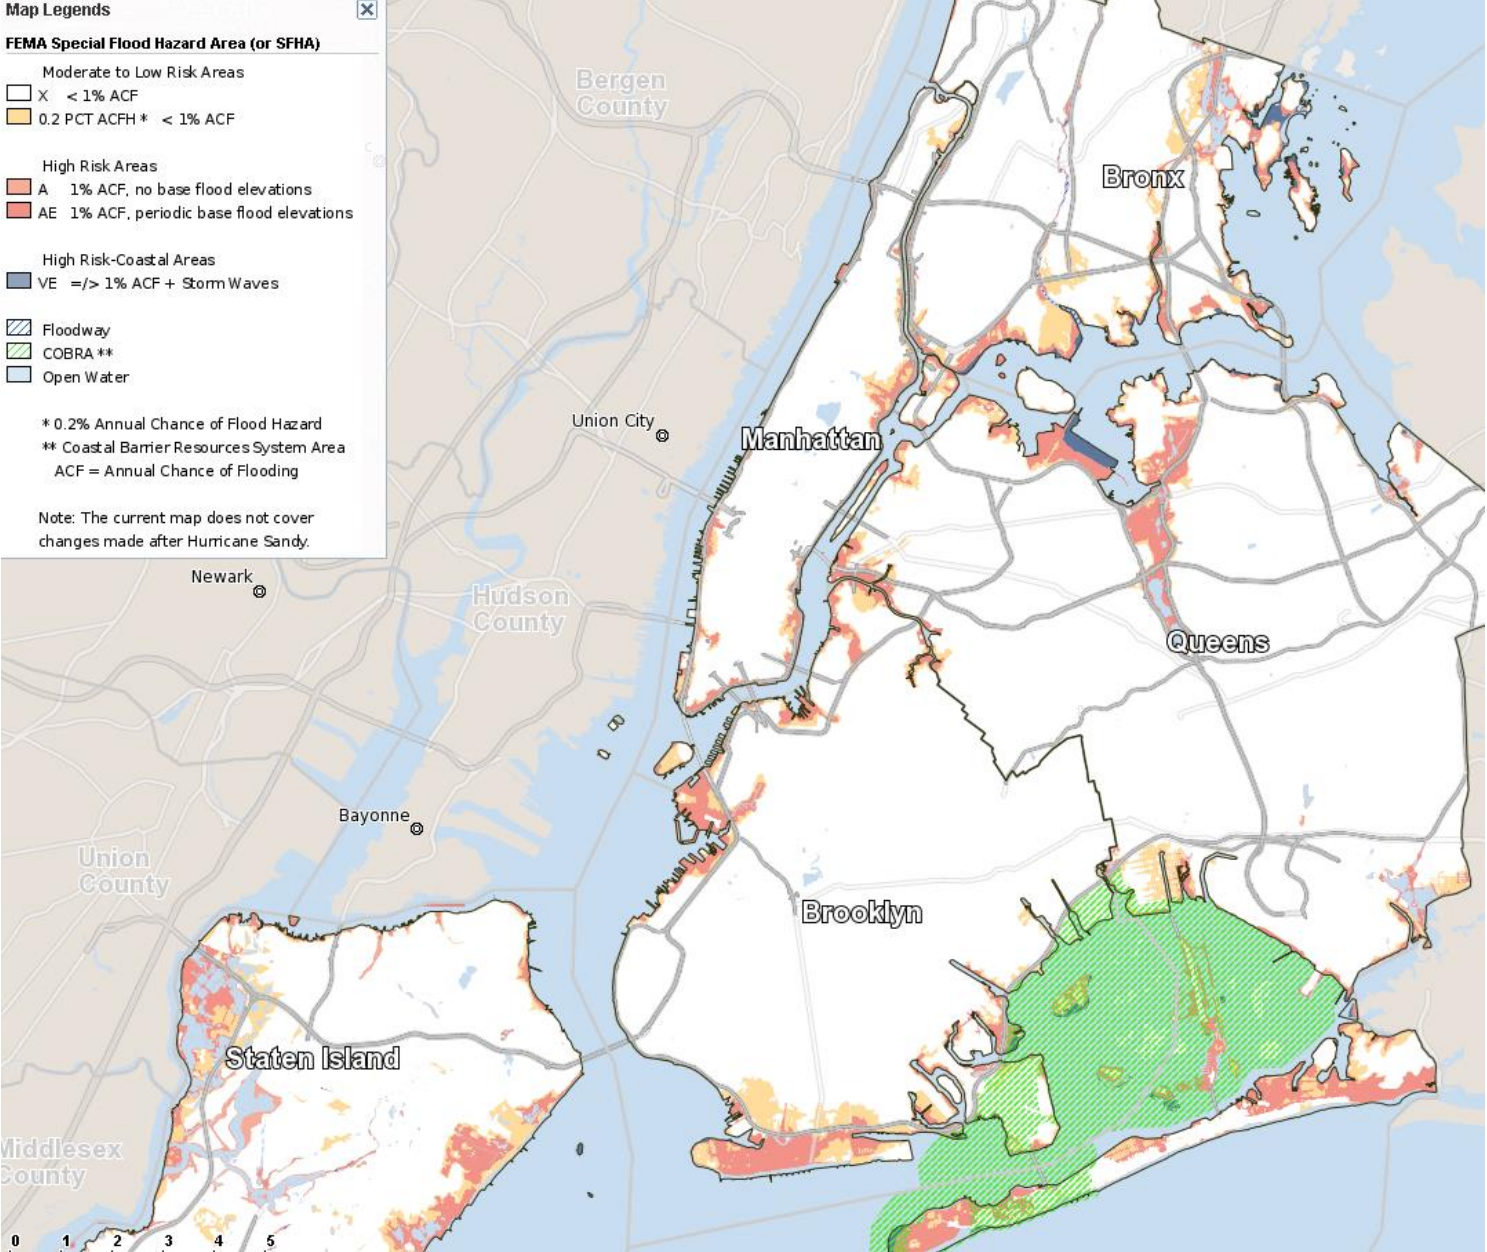 Map Legends
FEMA Special Flood Hazard Area (or SFHA)
Moderate to Low Risk Areas
X < 1% ACF
0.2 PCT ACFH * < 1% ACF
High Risk Areas
A 1% ACF, no base flood elevations
AE 1% ACF, periodic base flood elevations
High Risk-Coastal Areas
VE =/> 1% ACF + Storm Waves
Floodway
COBRA **
Open Water
* 0.2% Annual Chance of Flood Hazard
** Coastal Barrier Resources System Area
ACF = Annual Chance of Flooding
Note: The current map does not cover
changes made after Hurricane Sandy.
Bergen
County
Bronx
Union City
Manhattan
Newark
Hudson
County
Queens
Bayonne
Union
County
Brooklyn
Staten Island
Middlesex
County
0 1 2 3 4 5